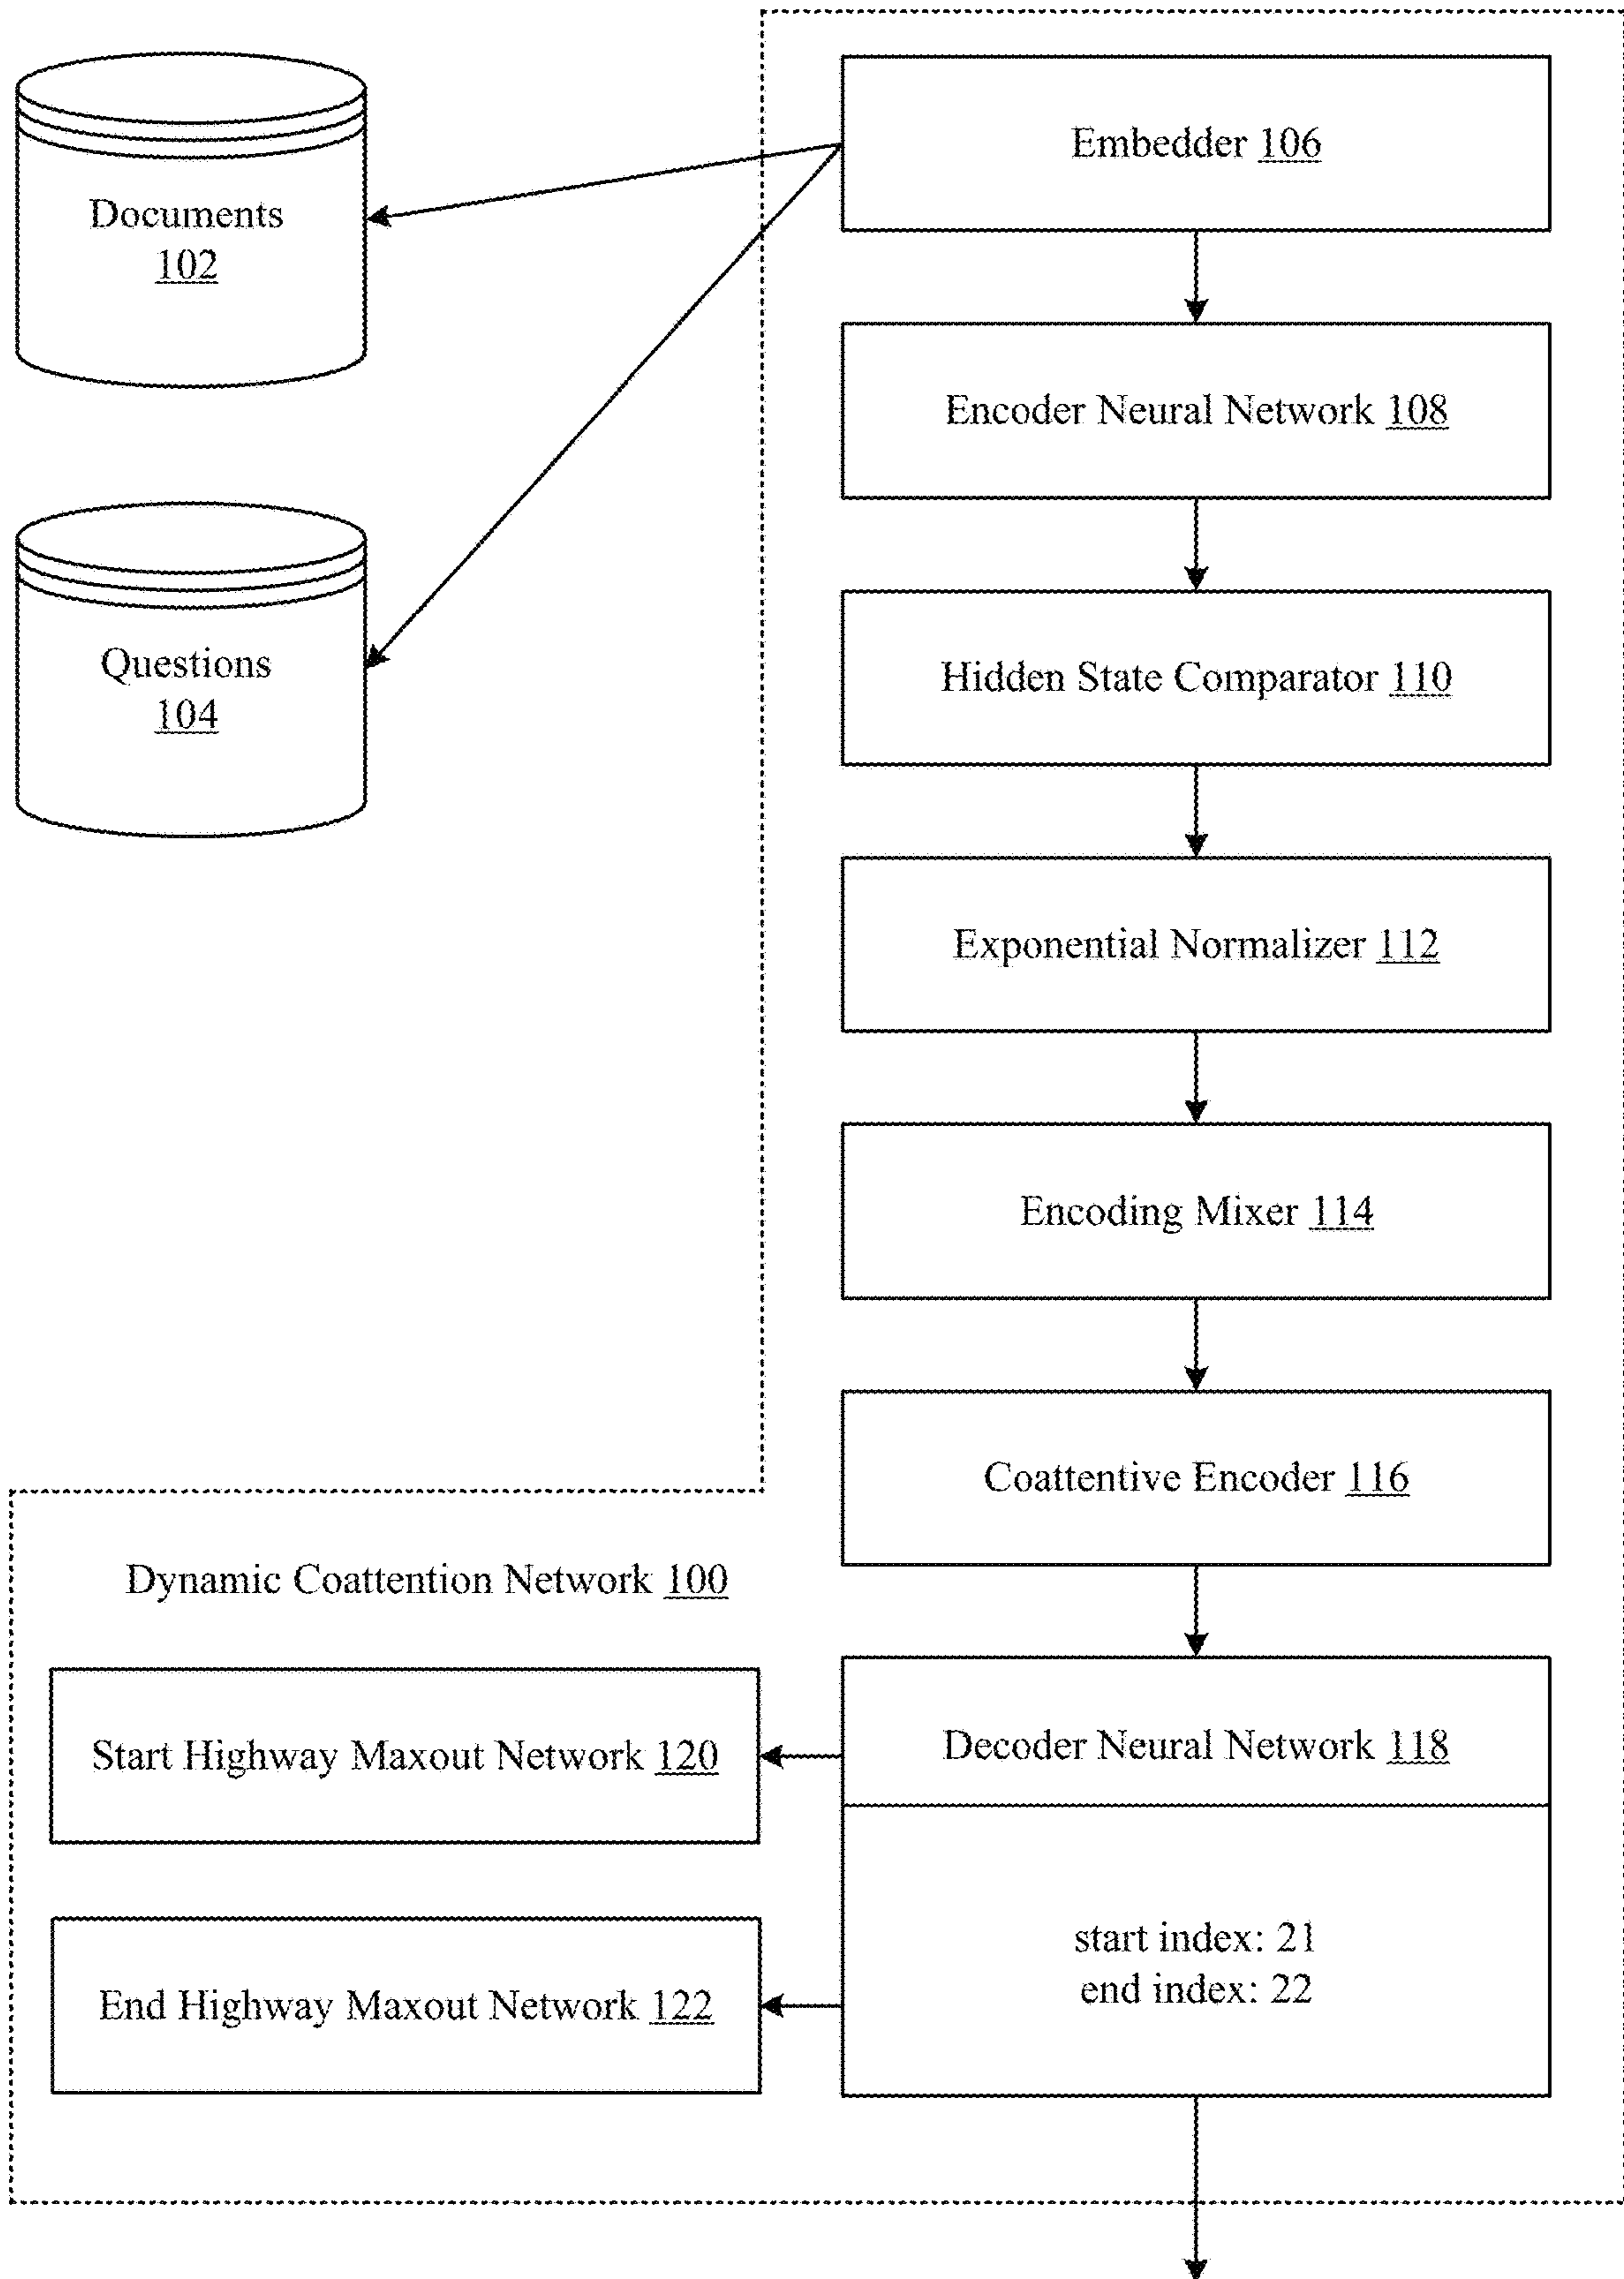 Documents
102
Questions
104
Embedder 106
Encoder Neural Network 108
Hidden State Comparator 110
Exponential Normalizer 112
Encoding Mixer 114
Coattentive Encoder 116
Dynamic Coattention Network 100
Start Highway Maxout Network 120
End Highway Maxout Network 122
Decoder Neural Network 118
start index: 21
end index: 22